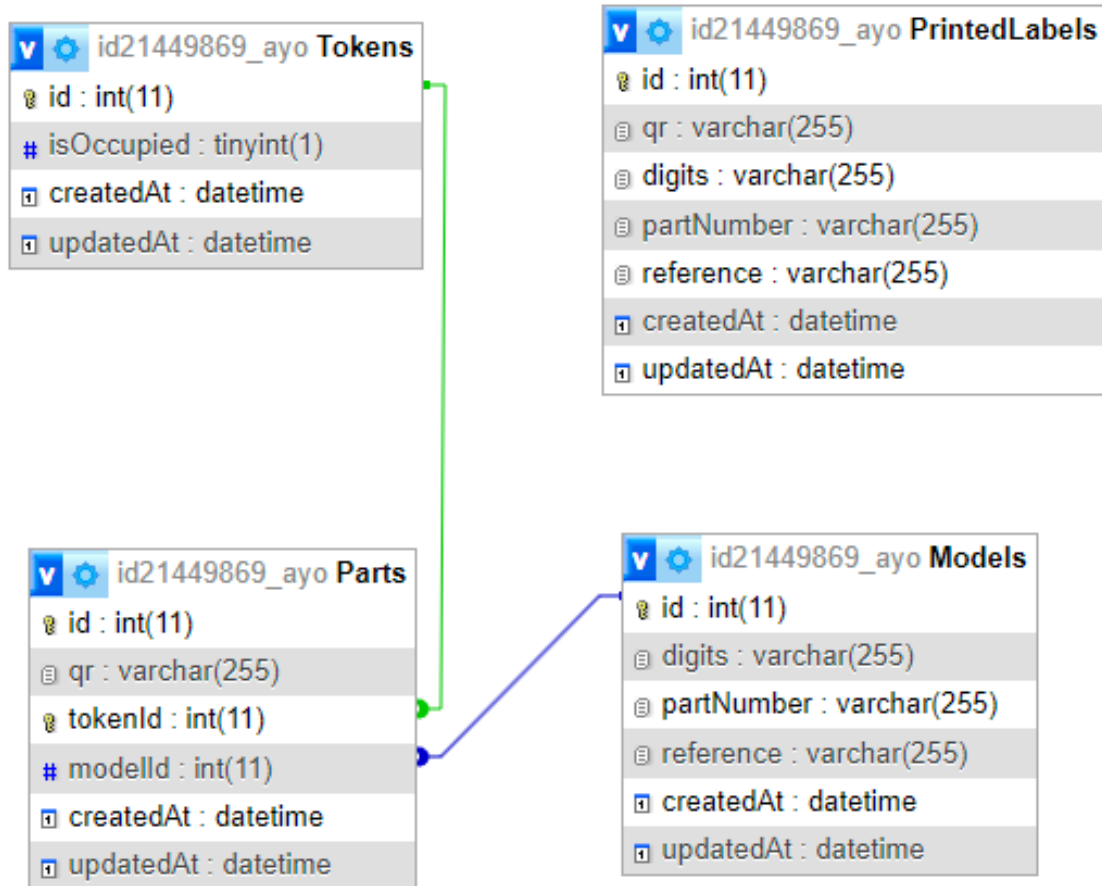 v id21449869_ayo Tokens
id : int(11)
# isOccupied : tinyint(1)
createdAt : datetime
updatedAt : datetime
v id21449869_ayo PrintedLabels
id : int(11)
qr : varchar(255)
digits : varchar(255)
partNumber : varchar(255)
reference : varchar(255)
createdAt : datetime
updatedAt : datetime
v id21449869_ayo Parts
id : int(11)
qr : varchar(255)
tokenId : int(11)
# modelId : int(11)
createdAt : datetime
updatedAt : datetime
v id21449869_ayo Models
id : int(11)
digits : varchar(255)
partNumber : varchar(255)
reference : varchar(255)
createdAt : datetime
updatedAt : datetime